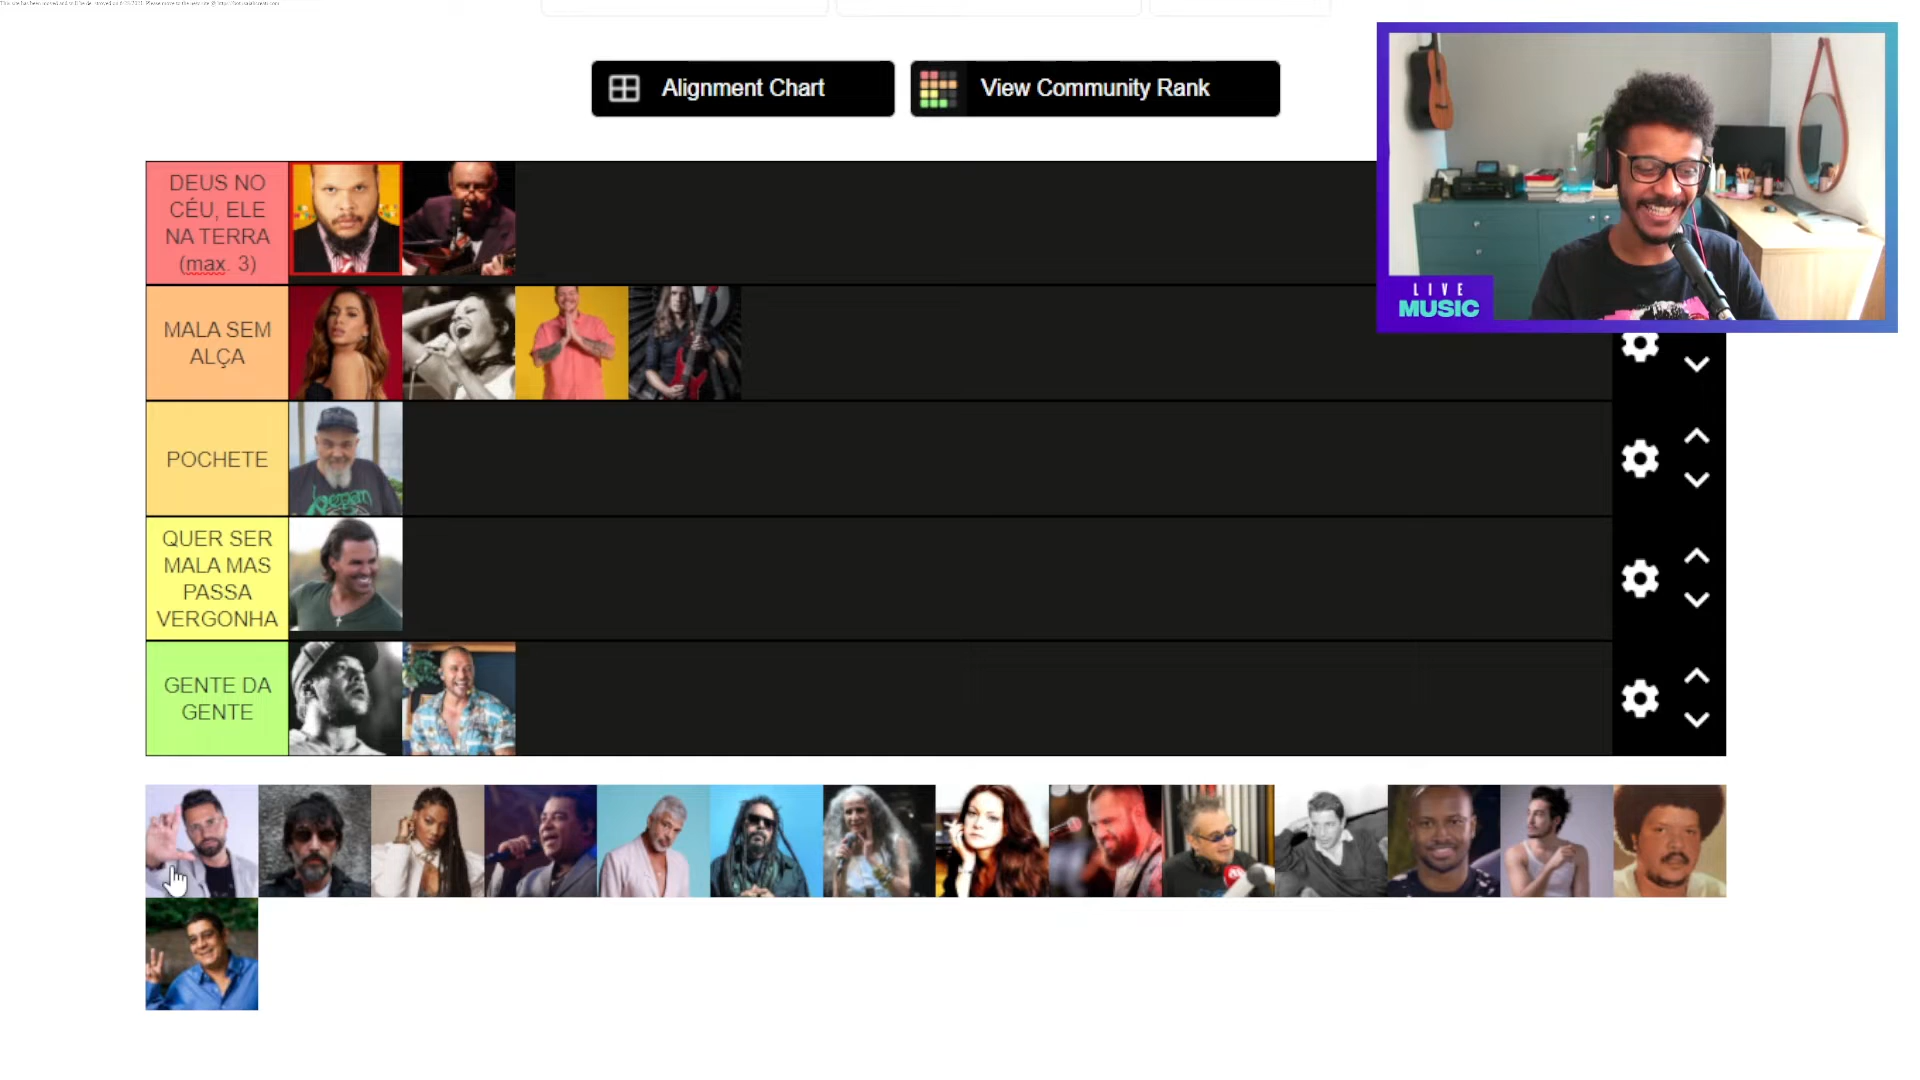 Alignment Chart
View Community Rank
DEUS NO
CÉU, ELE
NA TERRA
(max. 3)
LIVE
MUSIC
MALA SEM
ALÇA
POCHETE
QUER SER
MALA MAS
PASSA
VERGONHA
GENTE DA
GENTE